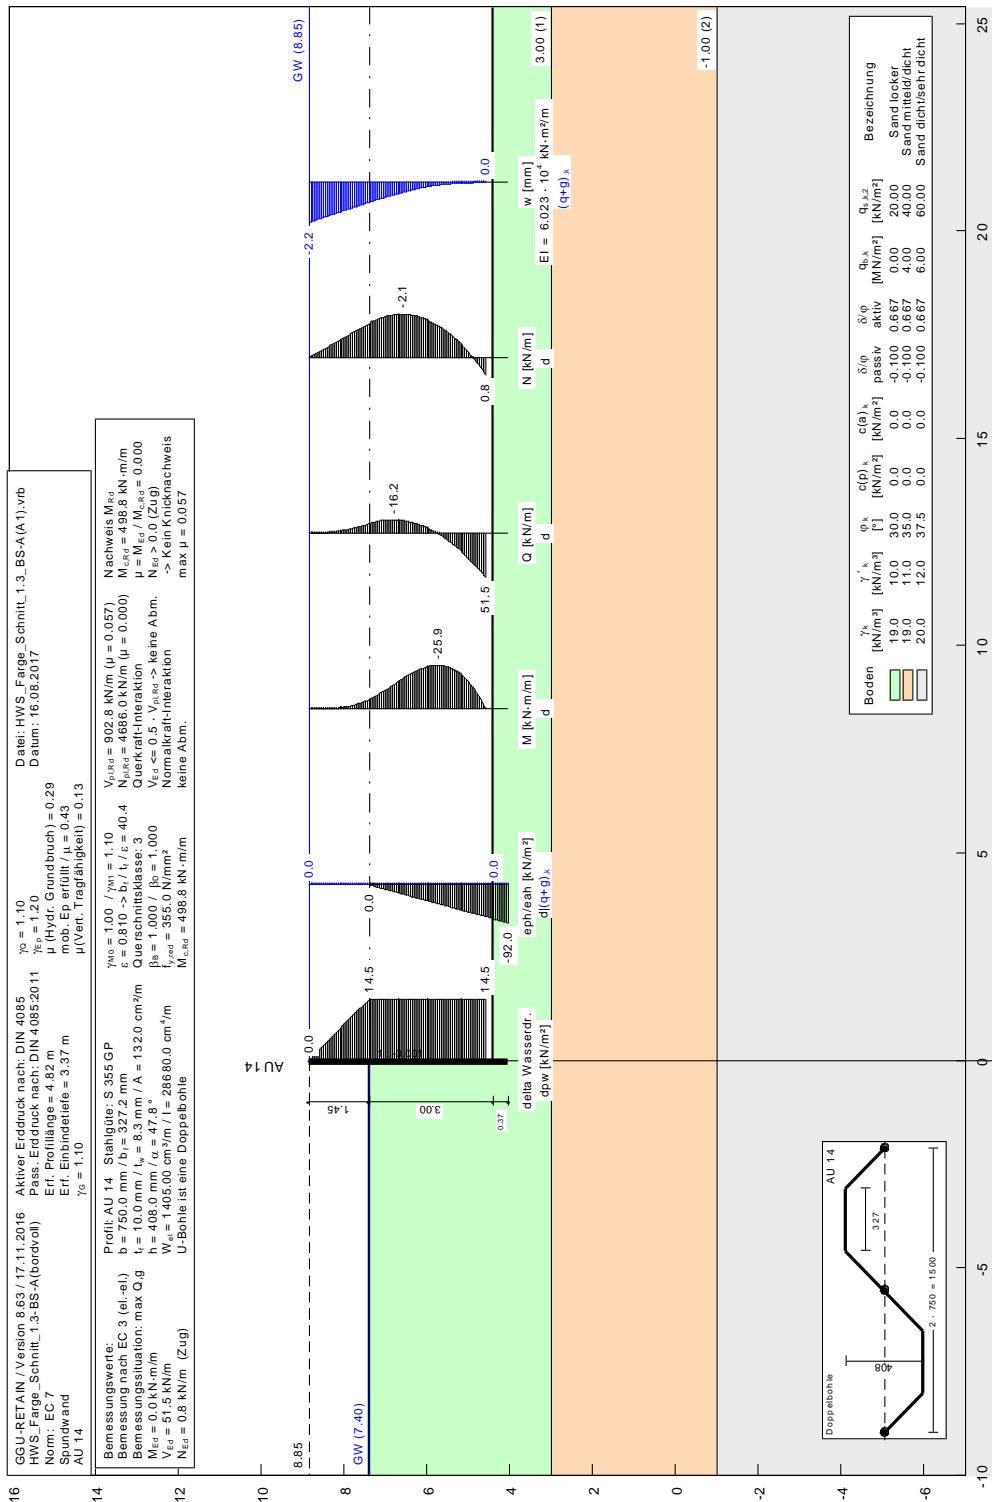 GGU-RETAIN / Version 8.63 / 17.11.2016
HWS_Farge_Schnitt_1.3-BS-A(bordvoll)
Norm: EC 7
Spundwand
AU 14
Aktiver Erddruck nach: DIN 4085
Pass. Erddruck nach: DIN 4085:2011
Erf. Profillänge = 4.82 m
Erf. Einbindetiefe = 3.37 m
γG = 1.10
γQ = 1.10
γEp = 1.20
μ (Hydr. Grundbruch) = 0.29
mob. Ep erfüllt / μ = 0.43
μ(Vert. Tragfähigkeit) = 0.13
Datei: HWS_Farge_Schnitt_1.3_BS-A(A1).vrb
Datum: 16.08.2017
Bemessungswerte:
Bemessung nach EC 3 (el.-el.)
Bemessungssituation: max Q,g
MEd = 0.0 kN·m/m
VEd = 51.5 kN/m
NEd = 0.8 kN/m (Zug)
Profil: AU 14 Stahlgüte: S 355 GP
b = 750.0 mm / bf = 327.2 mm
tf = 10.0 mm / tw = 8.3 mm / A = 132.0 cm²/m
h = 408.0 mm / α = 47.8°
Wel = 1405.00 cm³/m / I = 28680.0 cm⁴/m
U-Bohle ist eine Doppelbohle
γM0 = 1.00 / γM1 = 1.10
ε = 0.810 -> bf / tf / ε = 40.4
Querschnittsklasse: 3
βB = 1.000 / βD = 1.000
fy,red = 355.0 N/mm²
Mc,Rd = 498.8 kN·m/m
Vpl,Rd = 902.8 kN/m (μ = 0.057)
Npl,Rd = 4686.0 kN/m (μ = 0.000)
Querkraft-Interaktion
VEd <= 0.5 · Vpl,Rd -> keine Abm.
Normalkraft-Interaktion
keine Abm.
Nachweis MRd
Mc,Rd = 498.8 kN·m/m
μ = MEd / Mc,Rd = 0.000
NEd > 0.0 (Zug)
-> Kein Knicknachweis
max μ = 0.057
16
14
12
10
8
6
4
2
0
-2
-4
-6
8.85
GW (7.40)
GW (8.85)
AU 14
1.45
3.00
0.37
0.0
14.5
14.5
delta Wasserdr.
dpw [kN/m²]
0.0
0.0
0.0
-92.0
eph/eah [kN/m²]
d|(q+g),k
-25.9
M [kN·m/m]
d
-16.2
51.5
Q [kN/m]
d
-2.1
0.8
N [kN/m]
d
-2.2
0.0
w [mm]
EI = 6.023 · 10⁴ kN·m²/m
(q+g),k
3.00 (1)
-1.00 (2)
Doppelbohle
AU 14
408
327
2 · 750 = 1500
Boden γk [kN/m³] γ'k [kN/m³] φk [°] c(p)k [kN/m²] c(a)k [kN/m²] δ/φ passiv δ/φ aktiv qb,k [MN/m²] qs,k,2 [kN/m²] Bezeichnung
19.0 10.0 30.0 0.0 0.0 -0.100 0.667 0.00 20.00 Sand locker
19.0 11.0 35.0 0.0 0.0 -0.100 0.667 4.00 40.00 Sand mitteld/dicht
20.0 12.0 37.5 0.0 0.0 -0.100 0.667 6.00 60.00 Sand dicht/sehr dicht
-10
-5
0
5
10
15
20
25